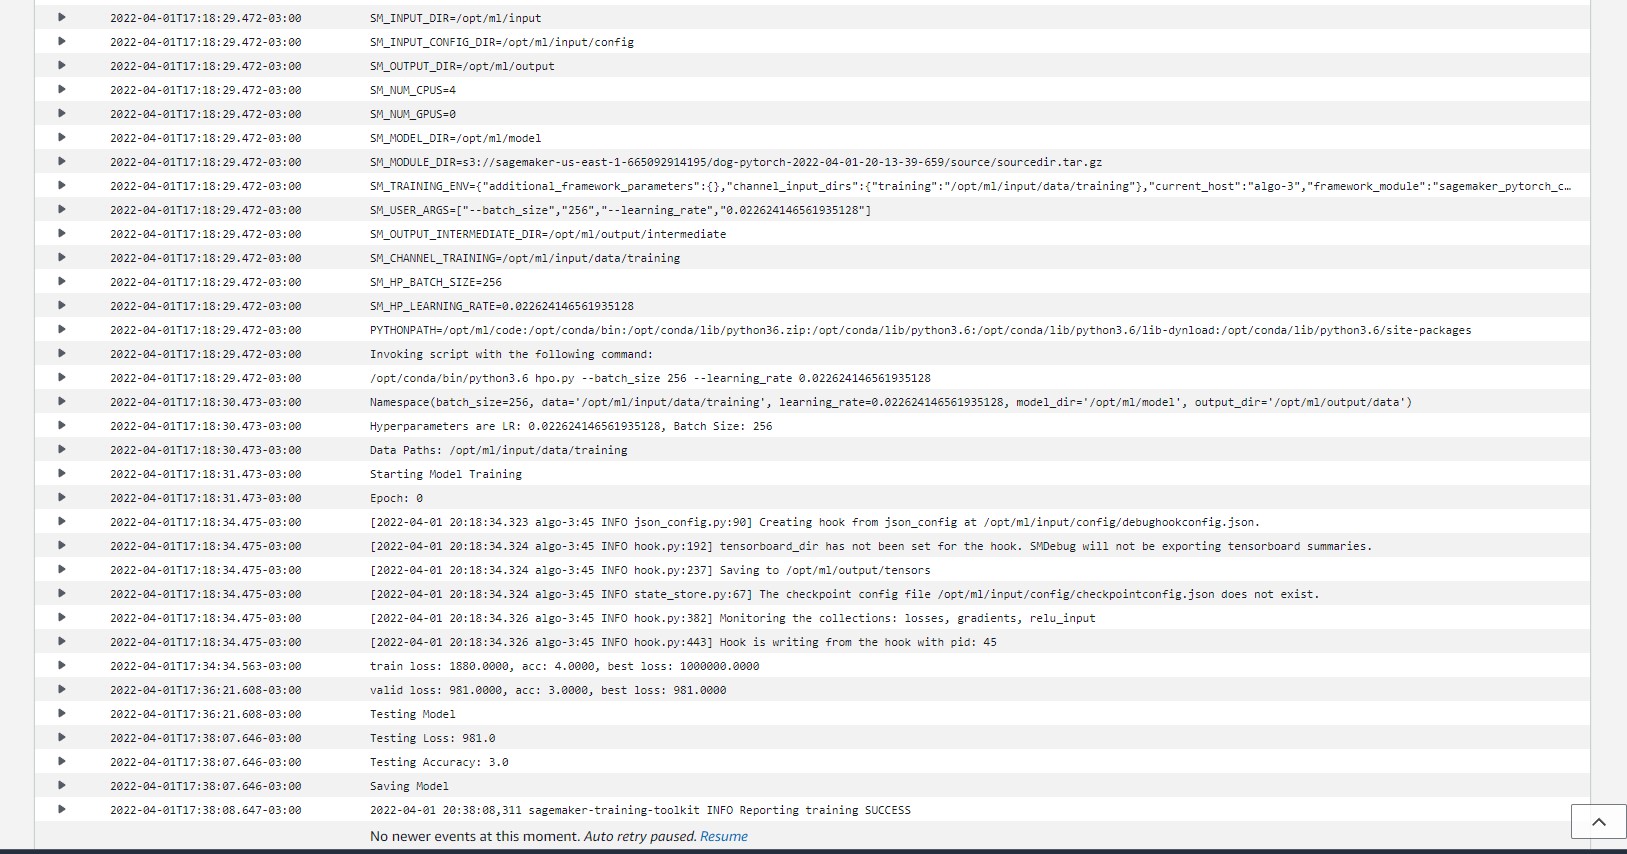 2022-04-01T17:18:29.472-03:00 SM_INPUT_DIR=/opt/ml/input
2022-04-01T17:18:29.472-03:00 SM_INPUT_CONFIG_DIR=/opt/ml/input/config
2022-04-01T17:18:29.472-03:00 SM_OUTPUT_DIR=/opt/ml/output
2022-04-01T17:18:29.472-03:00 SM_NUM_CPUS=4
2022-04-01T17:18:29.472-03:00 SM_NUM_GPUS=0
2022-04-01T17:18:29.472-03:00 SM_MODEL_DIR=/opt/ml/model
2022-04-01T17:18:29.472-03:00 SM_MODULE_DIR=s3://sagemaker-us-east-1-665092914195/dog-pytorch-2022-04-01-20-13-39-659/source/sourcedir.tar.gz
2022-04-01T17:18:29.472-03:00 SM_TRAINING_ENV={"additional_framework_parameters":{},"channel_input_dirs":{"training":"/opt/ml/input/data/training"},"current_host":"algo-3","framework_module":"sagemaker_pytorch_c…
2022-04-01T17:18:29.472-03:00 SM_USER_ARGS=["--batch_size","256","--learning_rate","0.022624146561935128"]
2022-04-01T17:18:29.472-03:00 SM_OUTPUT_INTERMEDIATE_DIR=/opt/ml/output/intermediate
2022-04-01T17:18:29.472-03:00 SM_CHANNEL_TRAINING=/opt/ml/input/data/training
2022-04-01T17:18:29.472-03:00 SM_HP_BATCH_SIZE=256
2022-04-01T17:18:29.472-03:00 SM_HP_LEARNING_RATE=0.022624146561935128
2022-04-01T17:18:29.472-03:00 PYTHONPATH=/opt/ml/code:/opt/conda/bin:/opt/conda/lib/python36.zip:/opt/conda/lib/python3.6:/opt/conda/lib/python3.6/lib-dynload:/opt/conda/lib/python3.6/site-packages
2022-04-01T17:18:29.472-03:00 Invoking script with the following command:
2022-04-01T17:18:29.472-03:00 /opt/conda/bin/python3.6 hpo.py --batch_size 256 --learning_rate 0.022624146561935128
2022-04-01T17:18:30.473-03:00 Namespace(batch_size=256, data='/opt/ml/input/data/training', learning_rate=0.022624146561935128, model_dir='/opt/ml/model', output_dir='/opt/ml/output/data')
2022-04-01T17:18:30.473-03:00 Hyperparameters are LR: 0.022624146561935128, Batch Size: 256
2022-04-01T17:18:30.473-03:00 Data Paths: /opt/ml/input/data/training
2022-04-01T17:18:31.473-03:00 Starting Model Training
2022-04-01T17:18:31.473-03:00 Epoch: 0
2022-04-01T17:18:34.475-03:00 [2022-04-01 20:18:34.323 algo-3:45 INFO json_config.py:90] Creating hook from json_config at /opt/ml/input/config/debughookconfig.json.
2022-04-01T17:18:34.475-03:00 [2022-04-01 20:18:34.324 algo-3:45 INFO hook.py:192] tensorboard_dir has not been set for the hook. SMDebug will not be exporting tensorboard summaries.
2022-04-01T17:18:34.475-03:00 [2022-04-01 20:18:34.324 algo-3:45 INFO hook.py:237] Saving to /opt/ml/output/tensors
2022-04-01T17:18:34.475-03:00 [2022-04-01 20:18:34.324 algo-3:45 INFO state_store.py:67] The checkpoint config file /opt/ml/input/config/checkpointconfig.json does not exist.
2022-04-01T17:18:34.475-03:00 [2022-04-01 20:18:34.326 algo-3:45 INFO hook.py:382] Monitoring the collections: losses, gradients, relu_input
2022-04-01T17:18:34.475-03:00 [2022-04-01 20:18:34.326 algo-3:45 INFO hook.py:443] Hook is writing from the hook with pid: 45
2022-04-01T17:34:34.563-03:00 train loss: 1880.0000, acc: 4.0000, best loss: 1000000.0000
2022-04-01T17:36:21.608-03:00 valid loss: 981.0000, acc: 3.0000, best loss: 981.0000
2022-04-01T17:36:21.608-03:00 Testing Model
2022-04-01T17:38:07.646-03:00 Testing Loss: 981.0
2022-04-01T17:38:07.646-03:00 Testing Accuracy: 3.0
2022-04-01T17:38:07.646-03:00 Saving Model
2022-04-01T17:38:08.647-03:00 2022-04-01 20:38:08,311 sagemaker-training-toolkit INFO Reporting training SUCCESS
No newer events at this moment. Auto retry paused. Resume